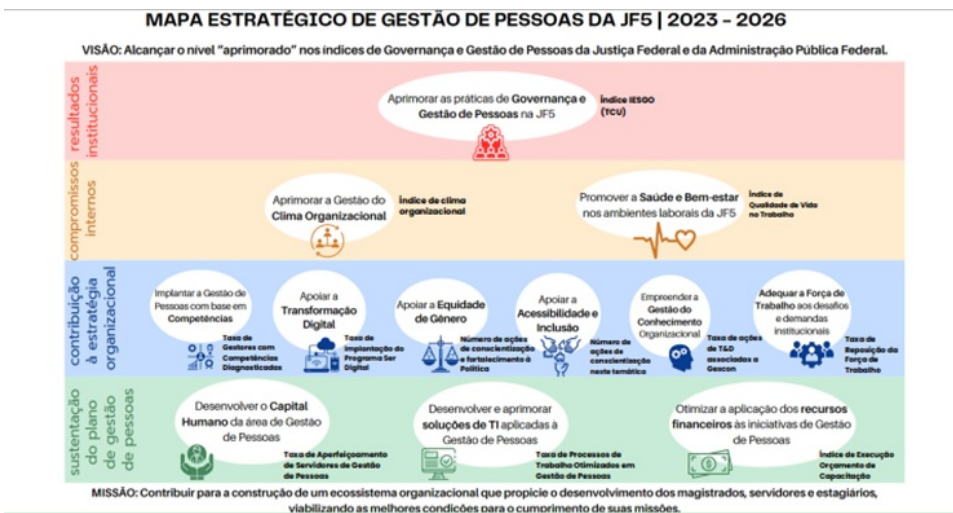 MAPA ESTRATÉGICO DE GESTÃO DE PESSOAS DA JF5 | 2023 – 2026
VISÃO: Alcançar o nível "aprimorado" nos índices de Governança e Gestão de Pessoas da Justiça Federal e da Administração Pública Federal.
resultados
institucionais
Aprimorar as práticas de Governança e
Gestão de Pessoas na JF5
Índice IESGO
(TCU)
compromissos
internos
Aprimorar a Gestão do
Clima Organizacional
Índice de clima
organizacional
Promover a Saúde e Bem-estar
nos ambientes laborais da JF5
Índice de
Qualidade de Vida
no Trabalho
contribuição
à estratégia
organizacional
Implantar a Gestão de
Pessoas com base em
Competências
Taxa de
Gestores com
Competências
Diagnosticadas
Apoiar a
Transformação
Digital
Taxa de
implantação do
Programa Ser
Digital
Apoiar a Equidade
de Gênero
Número de ações
de conscientização
e fortalecimento à
Política
Apoiar a
Acessibilidade e
Inclusão
Número de
ações de
conscientização
neste temática
Empreender a
Gestão do
Conhecimento
Organizacional
Taxa de ações
de T&D
associadas a
Gescon
Adequar a Força de
Trabalho aos desafios
e demandas
institucionais
Taxa de
Reposição da
Força de
Trabalho
sustentação
do plano
de gestão
de pessoas
Desenvolver o Capital
Humano da área de Gestão
de Pessoas
Taxa de Aperfeiçoamento
de Servidores de Gestão
de Pessoas
Desenvolver e aprimorar
soluções de TI aplicadas à
Gestão de Pessoas
Taxa de Processos de
Trabalho Otimizados em
Gestão de Pessoas
Otimizar a aplicação dos recursos
financeiros às iniciativas de Gestão
de Pessoas
Índice de Execução
Orçamento de
Capacitação
MISSÃO: Contribuir para a construção de um ecossistema organizacional que propicie o desenvolvimento dos magistrados, servidores e estagiários,
viabilizando as melhores condições para o cumprimento de suas missões.